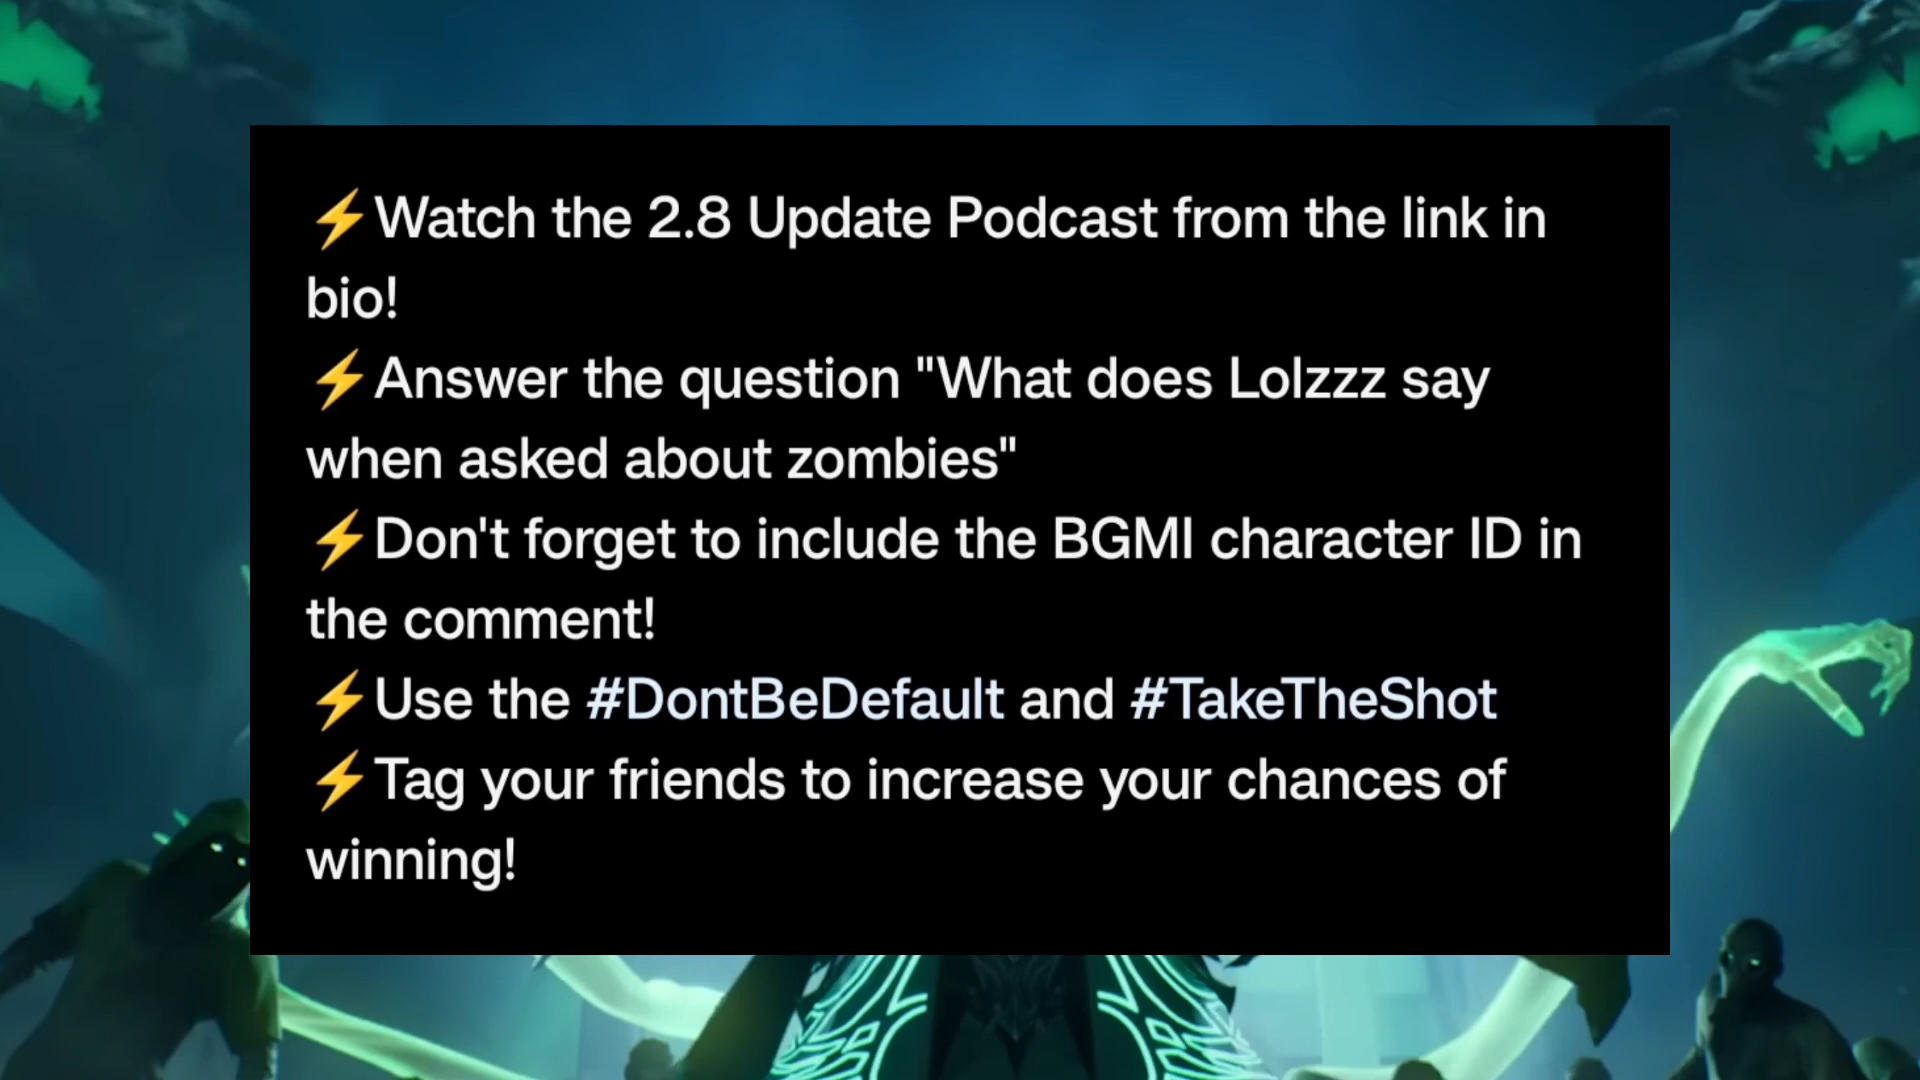 ⚡Watch the 2.8 Update Podcast from the link in
bio!
⚡Answer the question "What does Lolzzz say
when asked about zombies"
⚡Don't forget to include the BGMI character ID in
the comment!
⚡Use the #DontBeDefault and #TakeTheShot
⚡Tag your friends to increase your chances of
winning!